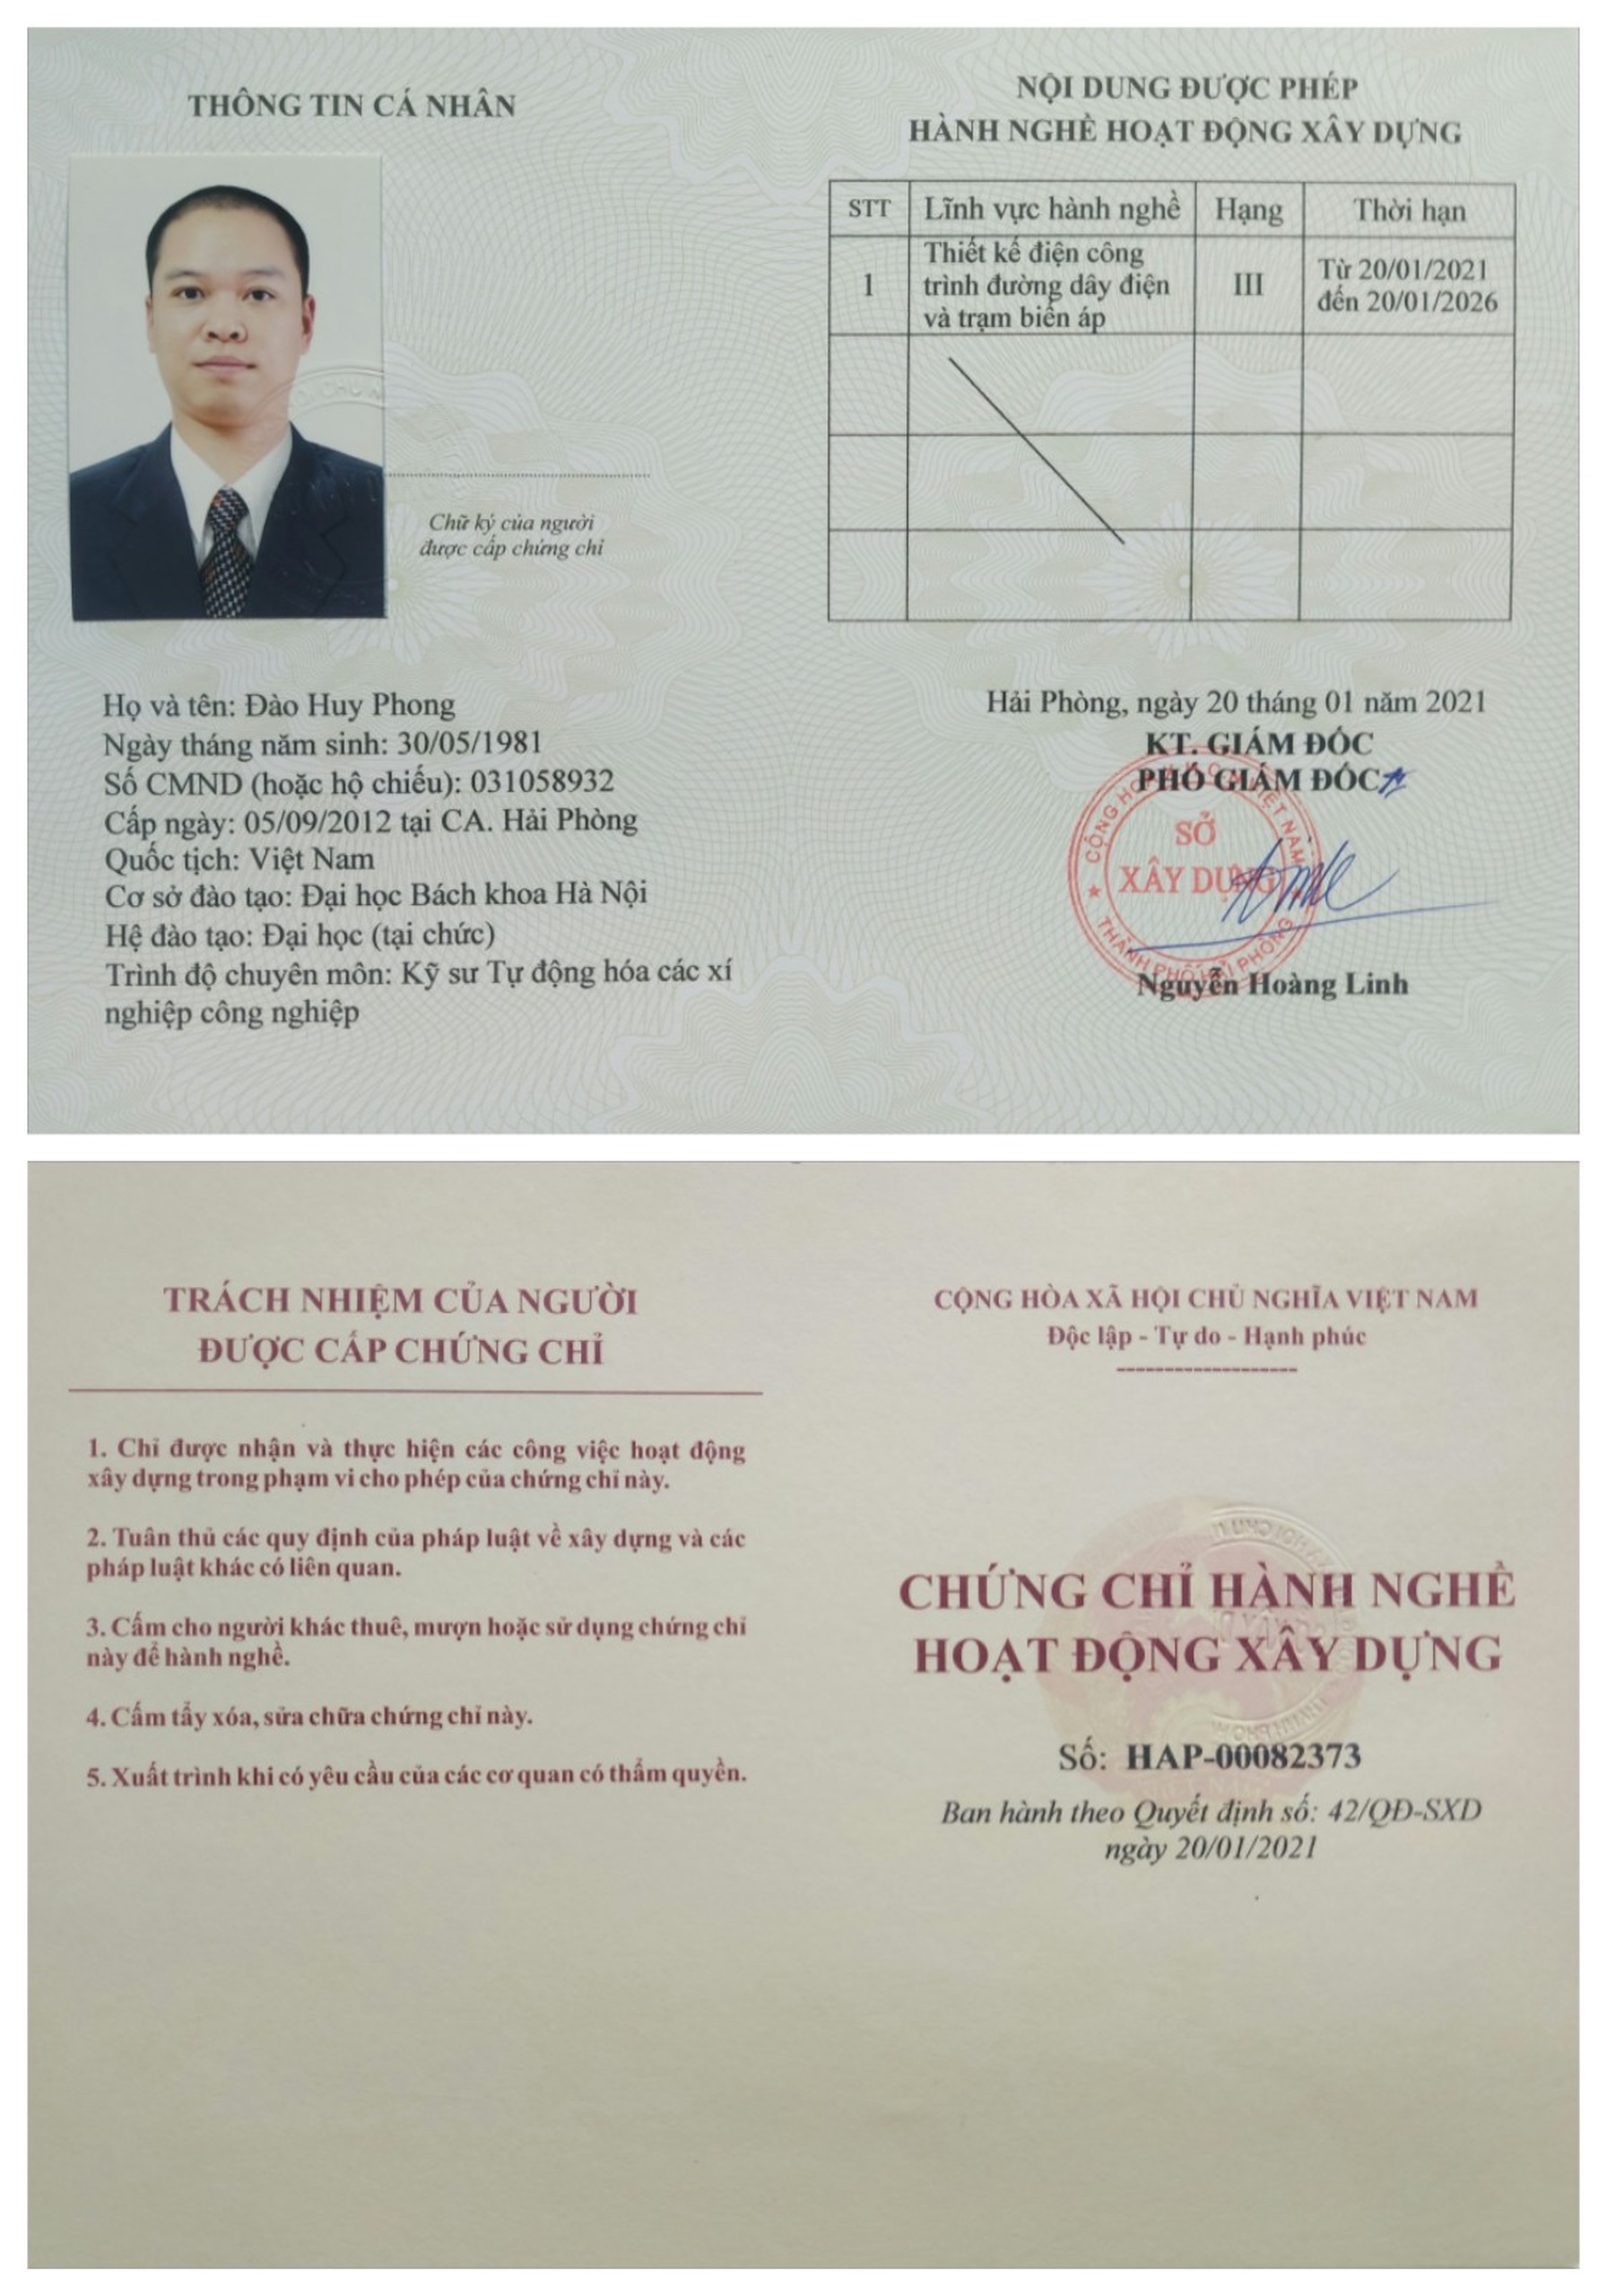 THÔNG TIN CÁ NHÂN
Chữ ký của người
được cấp chứng chỉ
Họ và tên: Đào Huy Phong
Ngày tháng năm sinh: 30/05/1981
Số CMND (hoặc hộ chiếu): 031058932
Cấp ngày: 05/09/2012 tại CA. Hải Phòng
Quốc tịch: Việt Nam
Cơ sở đào tạo: Đại học Bách khoa Hà Nội
Hệ đào tạo: Đại học (tại chức)
Trình độ chuyên môn: Kỹ sư Tự động hóa các xí
nghiệp công nghiệp
NỘI DUNG ĐƯỢC PHÉP
HÀNH NGHỀ HOẠT ĐỘNG XÂY DỰNG
STT Lĩnh vực hành nghề Hạng Thời hạn
1 Thiết kế điện công trình đường dây điện và trạm biến áp III Từ 20/01/2021 đến 20/01/2026
Hải Phòng, ngày 20 tháng 01 năm 2021
KT. GIÁM ĐỐC
PHÓ GIÁM ĐỐC
SỞ
XÂY DỰNG
THÀNH PHỐ HẢI PHÒNG
Nguyễn Hoàng Linh
TRÁCH NHIỆM CỦA NGƯỜI
ĐƯỢC CẤP CHỨNG CHỈ
1. Chỉ được nhận và thực hiện các công việc hoạt động
xây dựng trong phạm vi cho phép của chứng chỉ này.
2. Tuân thủ các quy định của pháp luật về xây dựng và các
pháp luật khác có liên quan.
3. Cấm cho người khác thuê, mượn hoặc sử dụng chứng chỉ
này để hành nghề.
4. Cấm tẩy xóa, sửa chữa chứng chỉ này.
5. Xuất trình khi có yêu cầu của các cơ quan có thẩm quyền.
CỘNG HÒA XÃ HỘI CHỦ NGHĨA VIỆT NAM
Độc lập - Tự do - Hạnh phúc
CHỨNG CHỈ HÀNH NGHỀ
HOẠT ĐỘNG XÂY DỰNG
Số: HAP-00082373
Ban hành theo Quyết định số: 42/QĐ-SXD
ngày 20/01/2021